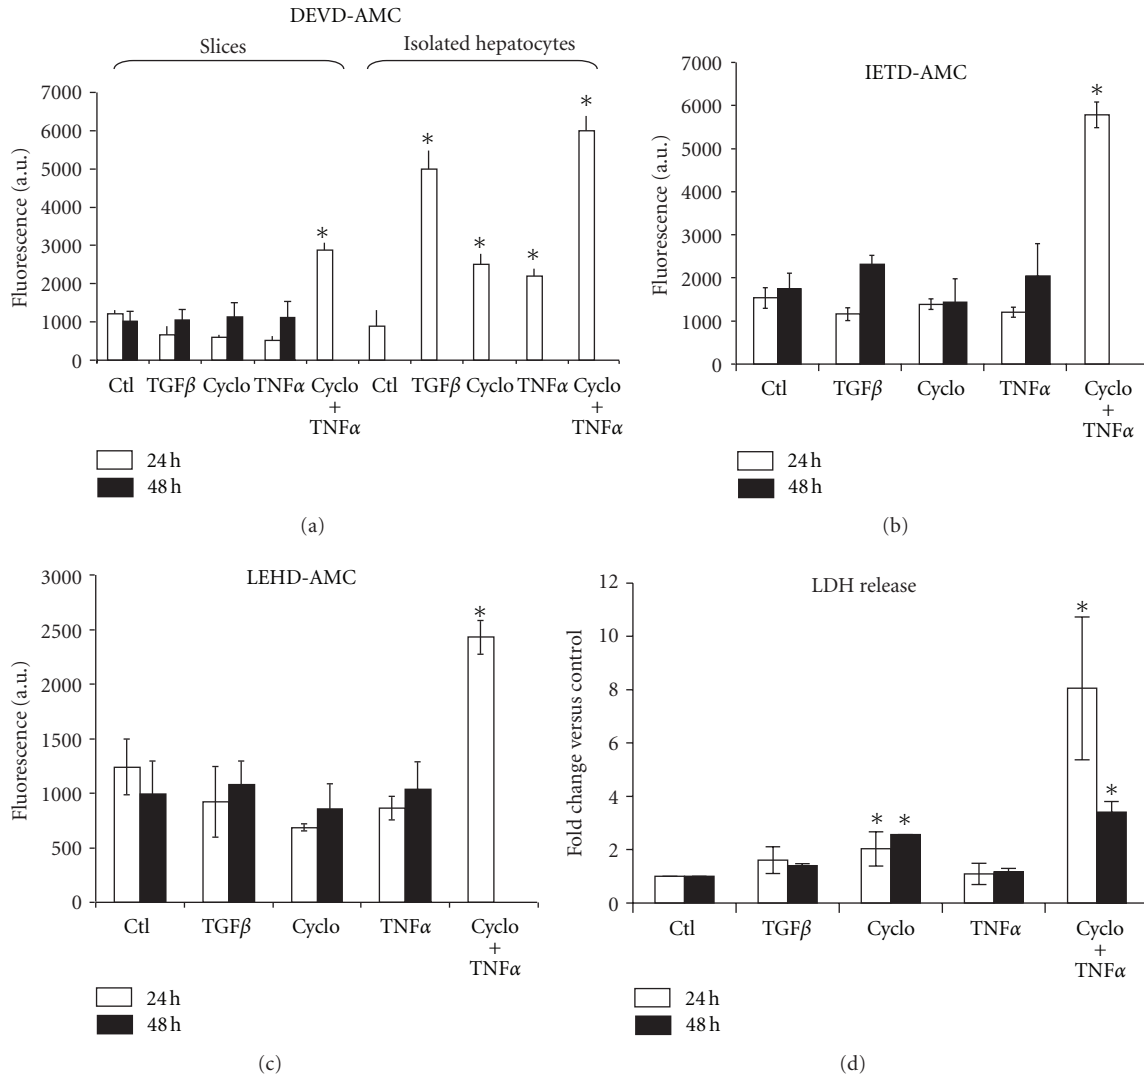 DEVD-AMC
Slices
Isolated hepatocytes
Fluorescence (a.u.)
7000
6000
5000
4000
3000
2000
1000
0
* * * * *
Ctl TGFβ Cyclo TNFα Cyclo + TNFα Ctl TGFβ Cyclo TNFα Cyclo + TNFα
24 h
48 h
(a)
IETD-AMC
Fluorescence (a.u.)
7000
6000
5000
4000
3000
2000
1000
0
*
Ctl TGFβ Cyclo TNFα Cyclo + TNFα
24 h
48 h
(b)
LEHD-AMC
Fluorescence (a.u.)
3000
2500
2000
1500
1000
500
0
*
Ctl TGFβ Cyclo TNFα Cyclo + TNFα
24 h
48 h
(c)
LDH release
Fold change versus control
12
10
8
6
4
2
0
* * * *
Ctl TGFβ Cyclo TNFα Cyclo + TNFα
24 h
48 h
(d)